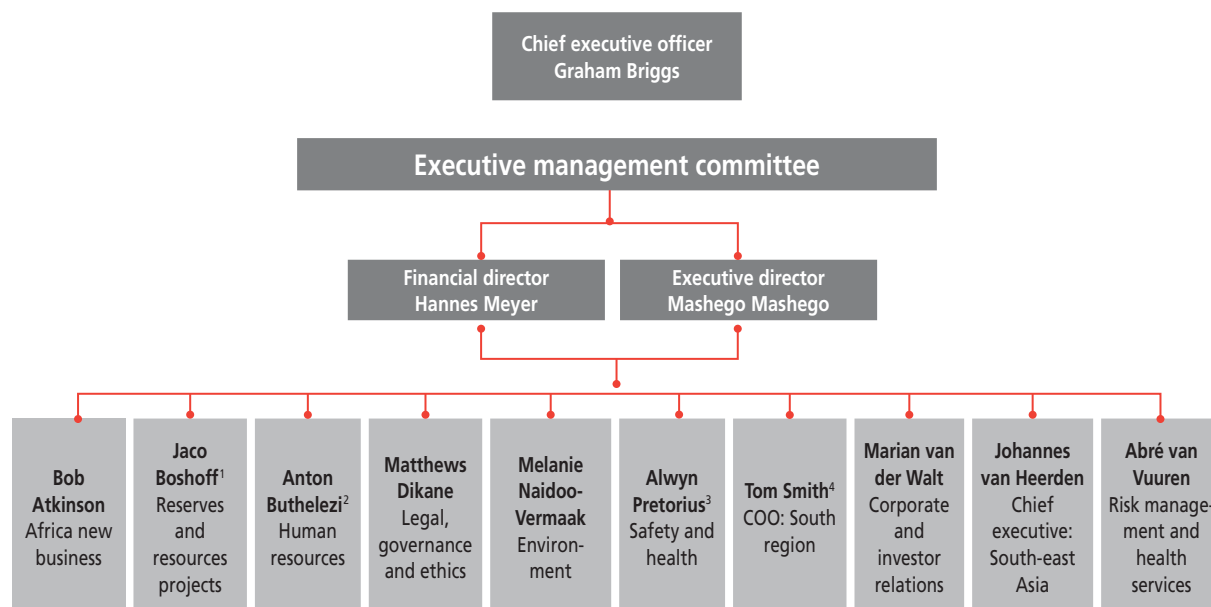 Chief executive officer
Graham Briggs
Executive management committee
Financial director
Hannes Meyer
Executive director
Mashego Mashego
Bob
Atkinson
Africa new
business
Jaco
Boshoff¹
Reserves
and
resources
projects
Anton
Buthelezi²
Human
resources
Matthews
Dikane
Legal,
governance
and ethics
Melanie
Naidoo-
Vermaak
Environ-
ment
Alwyn
Pretorius³
Safety and
health
Tom Smith⁴
COO: South
region
Marian van
der Walt
Corporate
and
investor
relations
Johannes
van Heerden
Chief
executive:
South-east
Asia
Abré van
Vuuren
Risk manage-
ment and
health
services